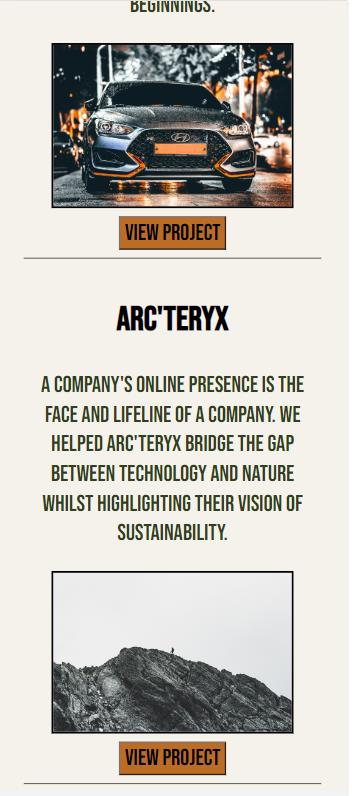 BEGINNINGS.
VIEW PROJECT
ARC'TERYX
A COMPANY'S ONLINE PRESENCE IS THE
FACE AND LIFELINE OF A COMPANY. WE
HELPED ARC'TERYX BRIDGE THE GAP
BETWEEN TECHNOLOGY AND NATURE
WHILST HIGHLIGHTING THEIR VISION OF
SUSTAINABILITY.
VIEW PROJECT